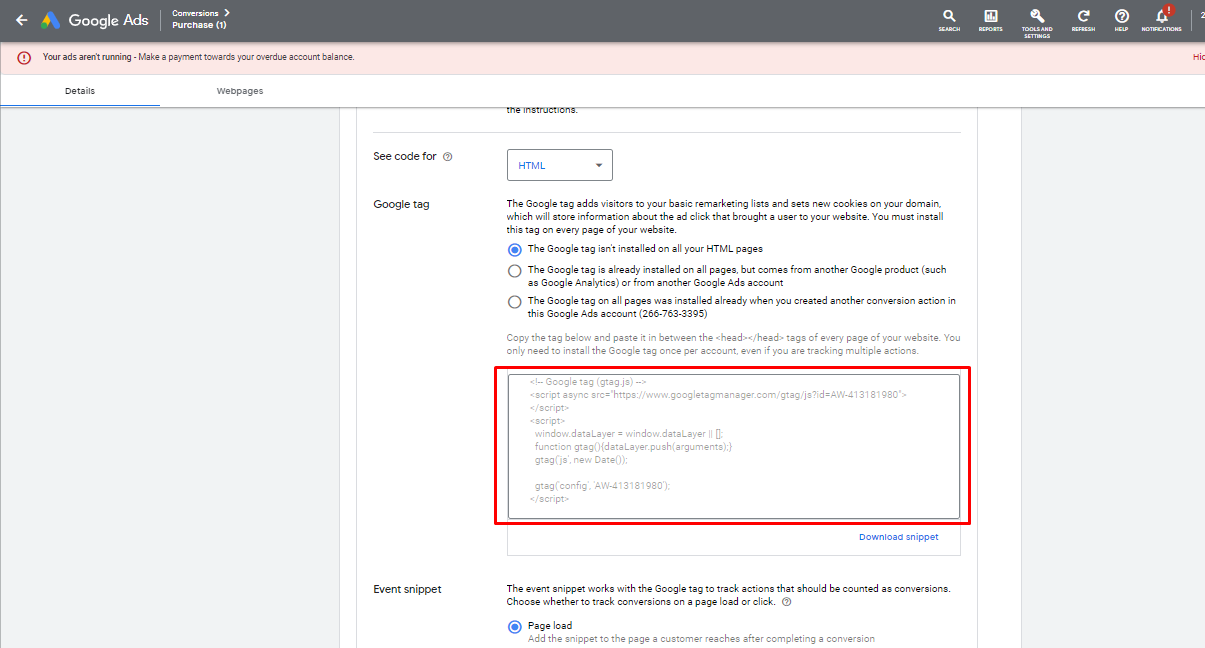 Google Ads
Conversions
Purchase (1)
SEARCH
REPORTS
TOOLS AND
SETTINGS
REFRESH
HELP
!
NOTIFICATIONS
2
Your ads aren't running - Make a payment towards your overdue account balance.
Hid
Details
Webpages
the instructions.
See code for
HTML
Google tag
The Google tag adds visitors to your basic remarketing lists and sets new cookies on your domain,
which will store information about the ad click that brought a user to your website. You must install
this tag on every page of your website.
The Google tag isn't installed on all your HTML pages
The Google tag is already installed on all pages, but comes from another Google product (such
as Google Analytics) or from another Google Ads account
The Google tag on all pages was installed already when you created another conversion action in
this Google Ads account (266-763-3395)
Copy the tag below and paste it in between the <head></head> tags of every page of your website. You
only need to install the Google tag once per account, even if you are tracking multiple actions.
<!-- Google tag (gtag.js) -->
<script async src="https://www.googletagmanager.com/gtag/js?id=AW-413181980">
</script>
<script>
window.dataLayer = window.dataLayer || [];
function gtag(){dataLayer.push(arguments);}
gtag('js', new Date());
gtag('config', 'AW-413181980');
</script>
Download snippet
Event snippet
The event snippet works with the Google tag to track actions that should be counted as conversions.
Choose whether to track conversions on a page load or click.
Page load
Add the snippet to the page a customer reaches after completing a conversion